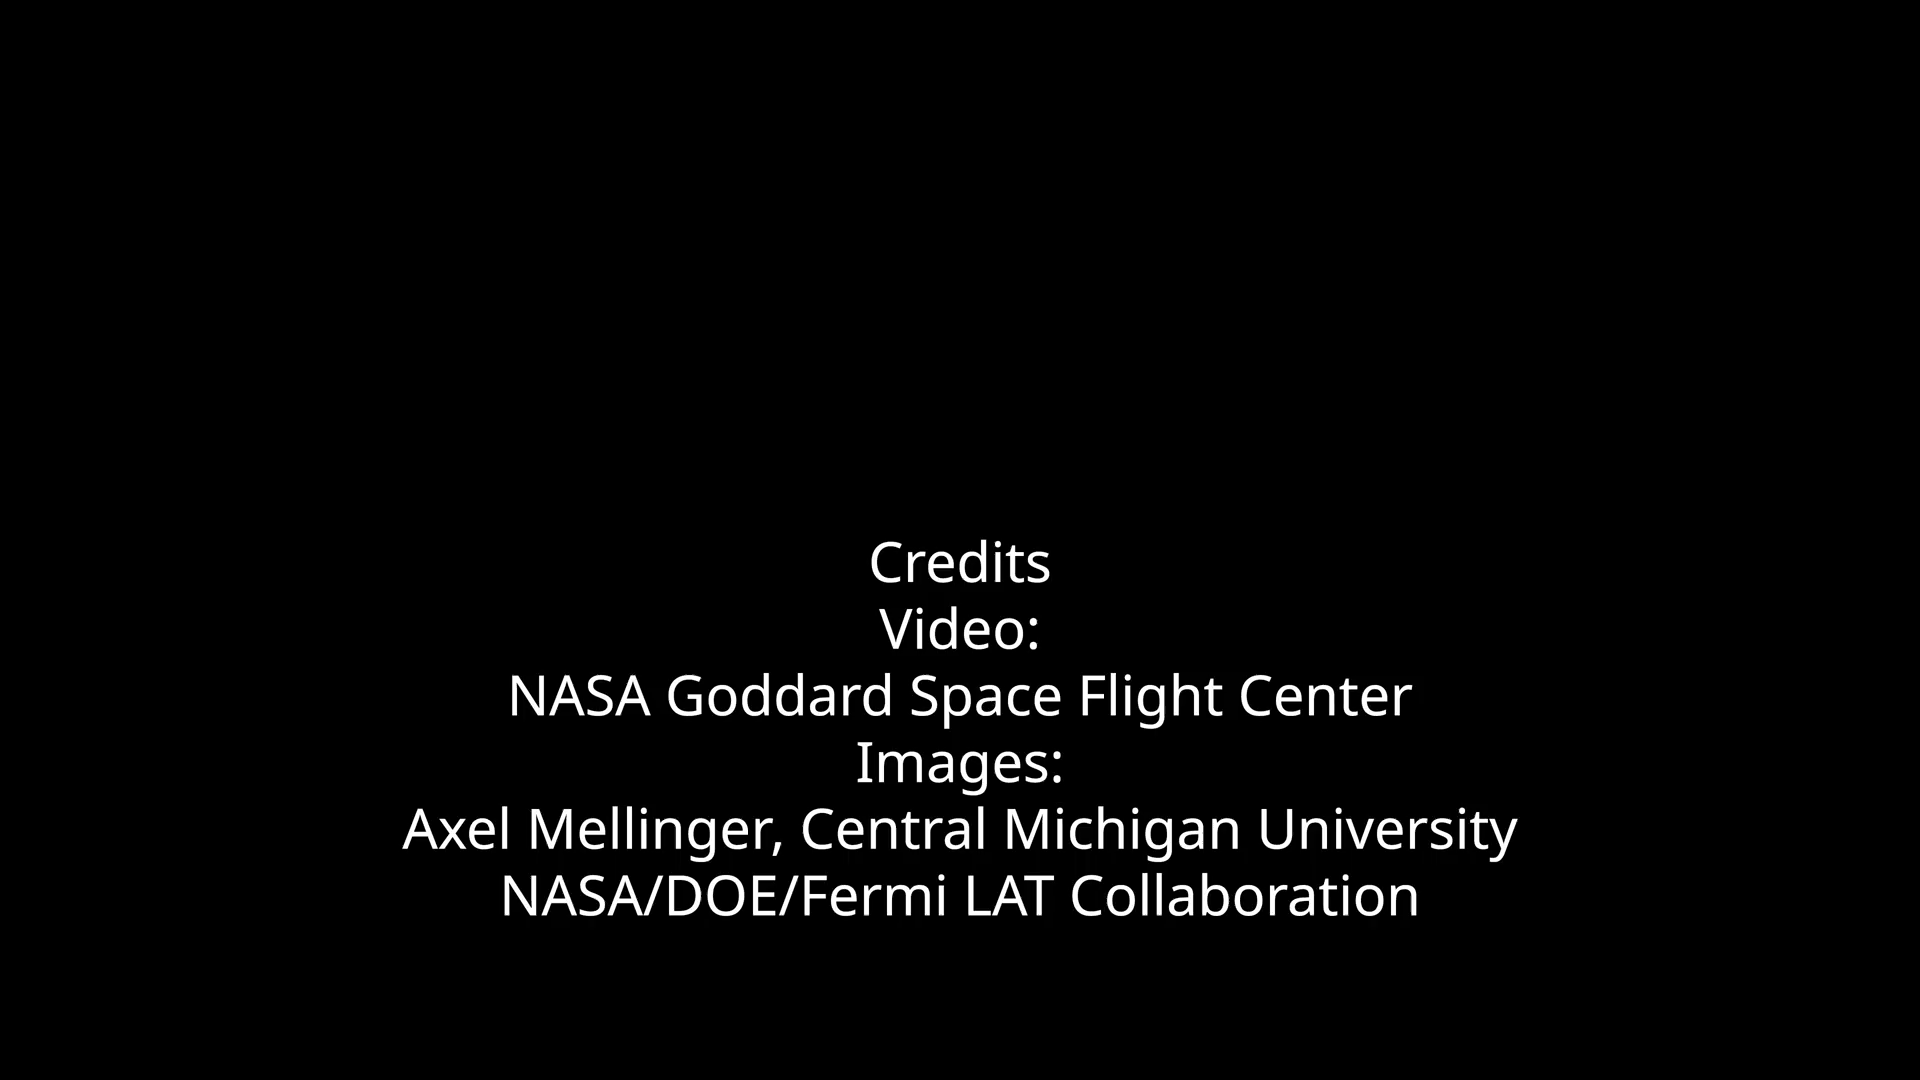 Credits
Video:
NASA Goddard Space Flight Center
Images:
Axel Mellinger, Central Michigan University
NASA/DOE/Fermi LAT Collaboration